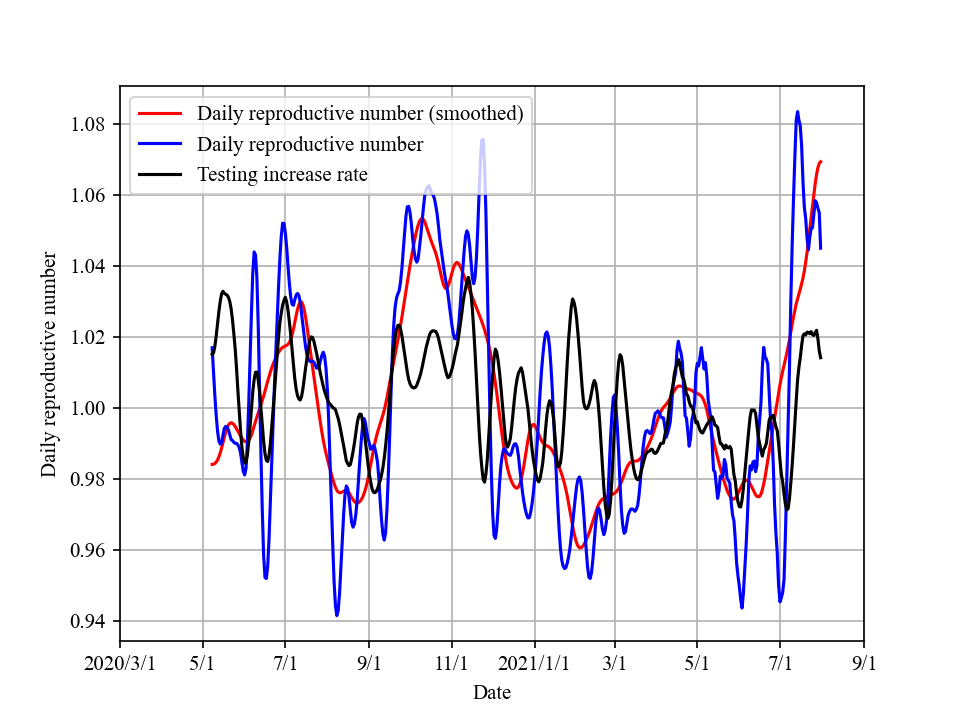 Daily reproductive number (smoothed)
Daily reproductive number
Testing increase rate
Daily reproductive number
1.08
1.06
1.04
1.02
1.00
0.98
0.96
0.94
2020/3/1 5/1 7/1 9/1 11/1 2021/1/1 3/1 5/1 7/1 9/1
Date